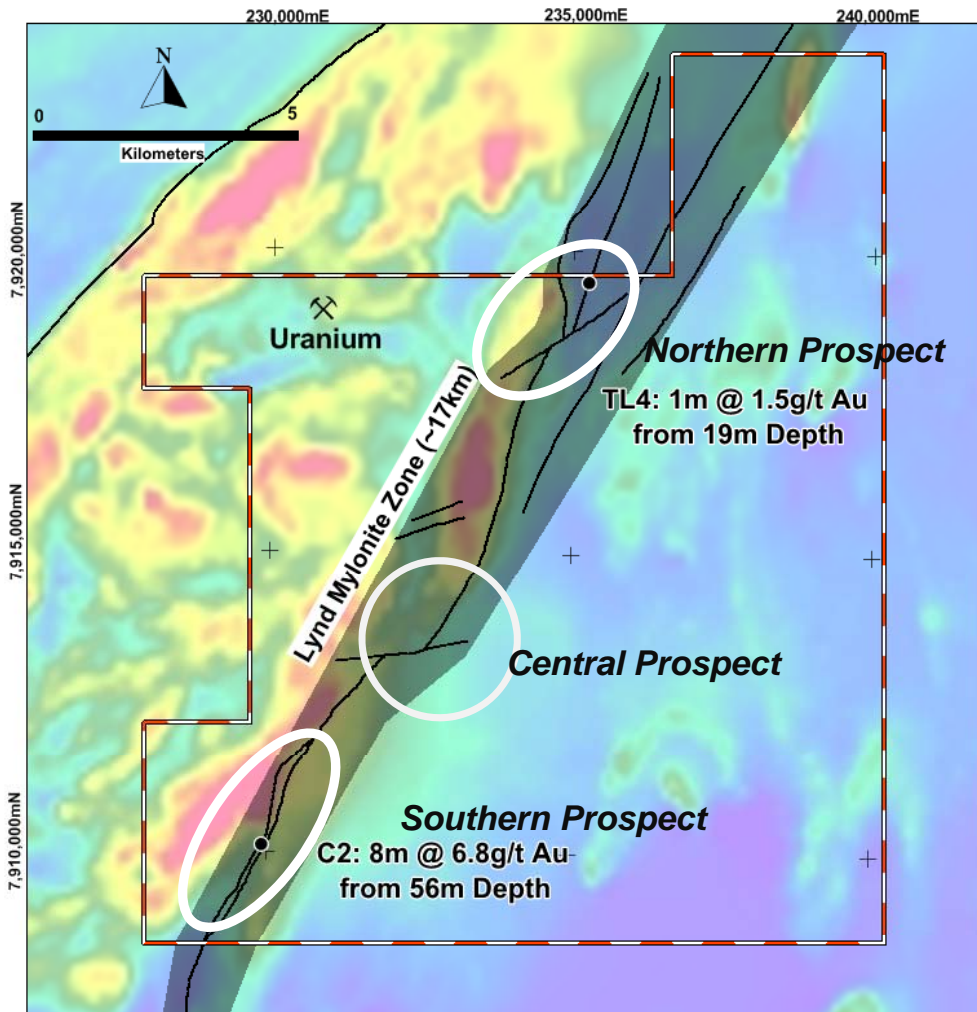 230,000mE
235,000mE
240,000mE
N
0
5
Kilometers
7,920,000mN
Uranium
Northern Prospect
TL4: 1m @ 1.5g/t Au
from 19m Depth
Lynd Mylonite Zone (~17km)
7,915,000mN
Central Prospect
Southern Prospect
7,910,000mN
C2: 8m @ 6.8g/t Au
from 56m Depth